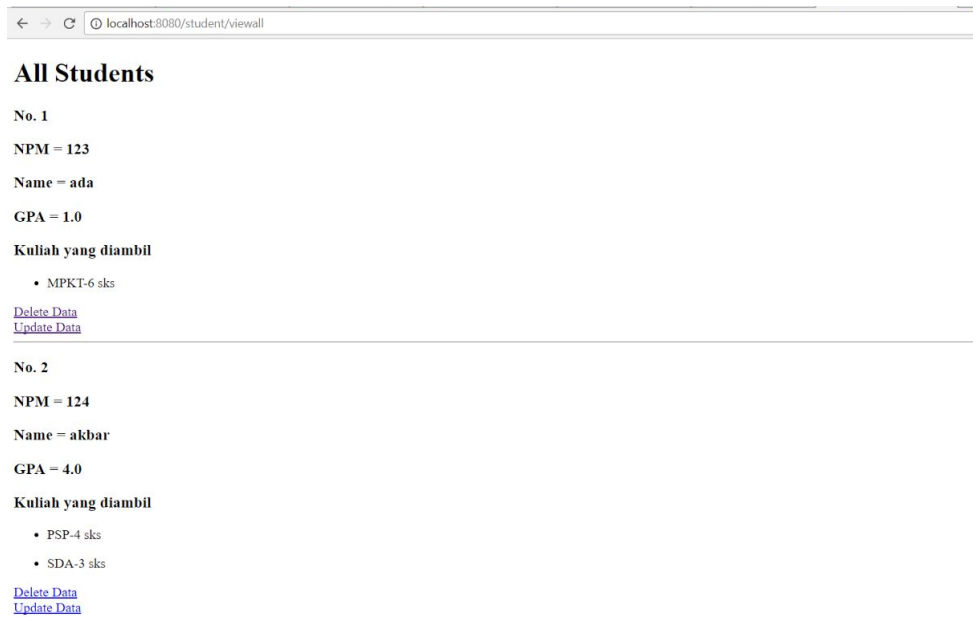 localhost:8080/student/viewall
All Students
No. 1
NPM = 123
Name = ada
GPA = 1.0
Kuliah yang diambil
• MPKT-6 sks
Delete Data
Update Data
No. 2
NPM = 124
Name = akbar
GPA = 4.0
Kuliah yang diambil
• PSP-4 sks
• SDA-3 sks
Delete Data
Update Data